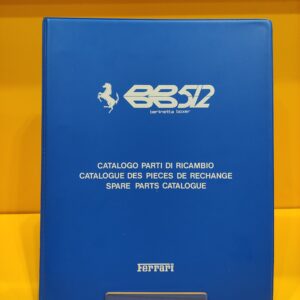 BB512
berlinetta boxer
CATALOGO PARTI DI RICAMBIO
CATALOGUE DES PIECES DE RECHANGE
SPARE PARTS CATALOGUE
Ferrari